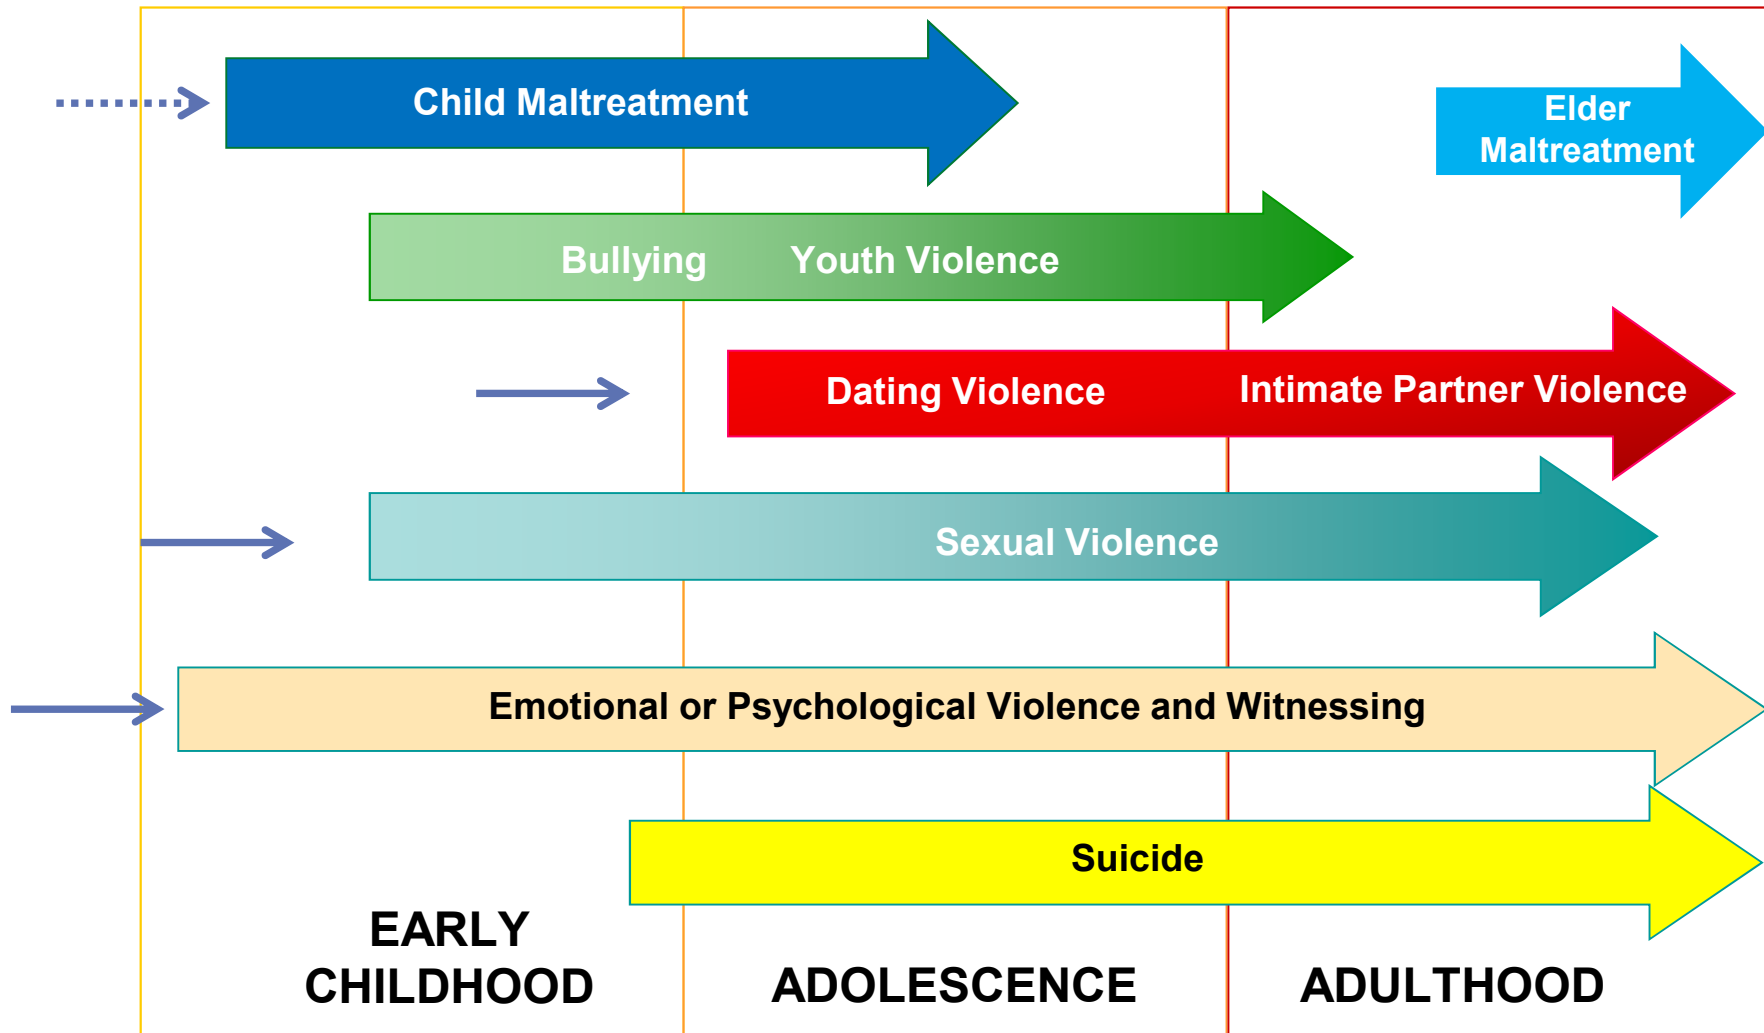 Child Maltreatment
Elder
Maltreatment
Bullying Youth Violence
Dating Violence Intimate Partner Violence
Sexual Violence
Emotional or Psychological Violence and Witnessing
Suicide
EARLY
CHILDHOOD
ADOLESCENCE
ADULTHOOD